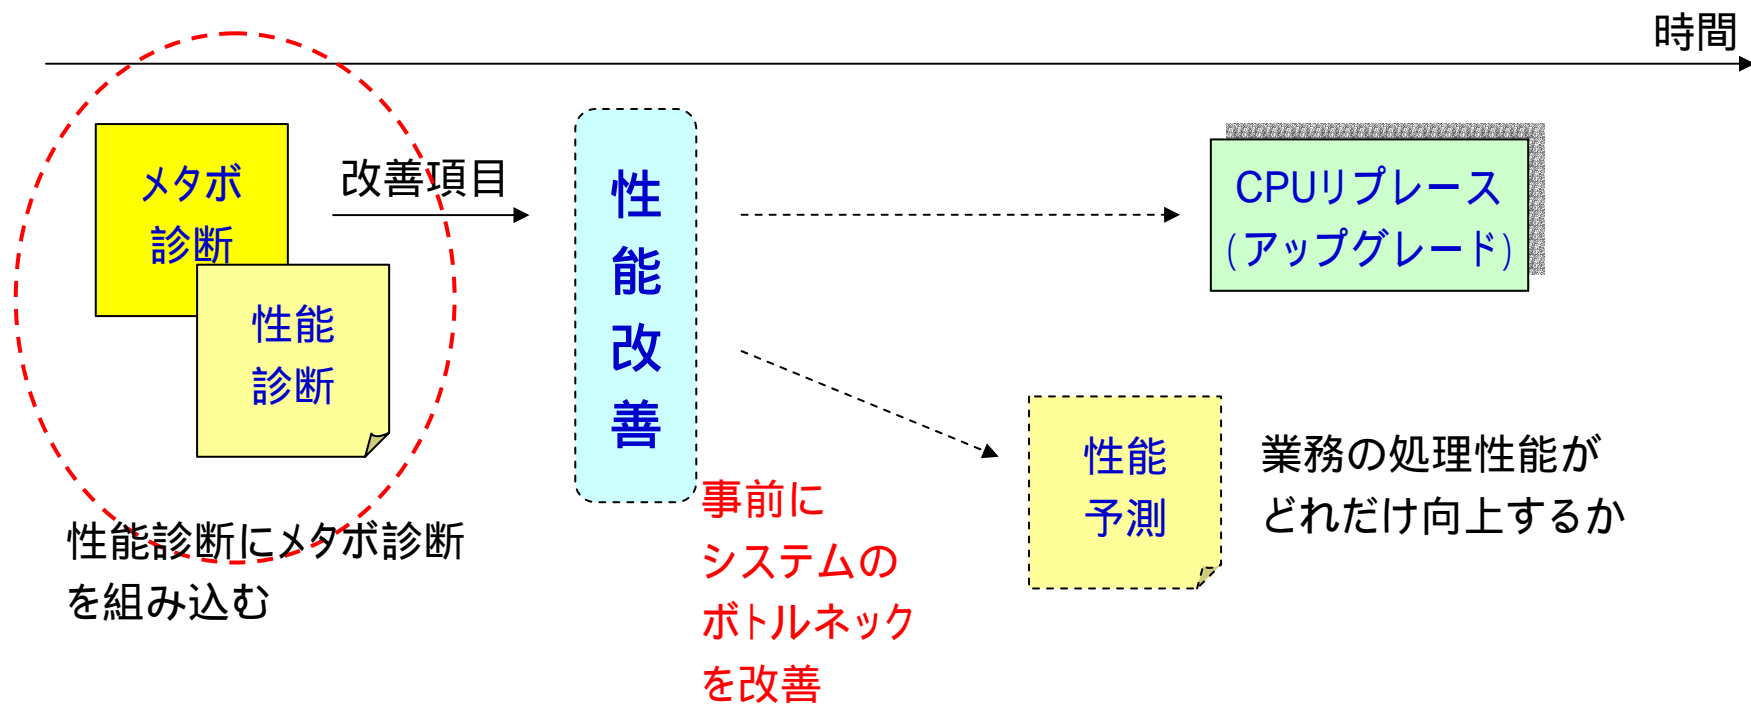 時間
メタボ
診断
改善項目
性能
診断
性能診断にメタボ診断
を組み込む
性
能
改
善
事前に
システムの
ボトルネック
を改善
CPUリプレース
(アップグレード)
性能
予測
業務の処理性能が
どれだけ向上するか